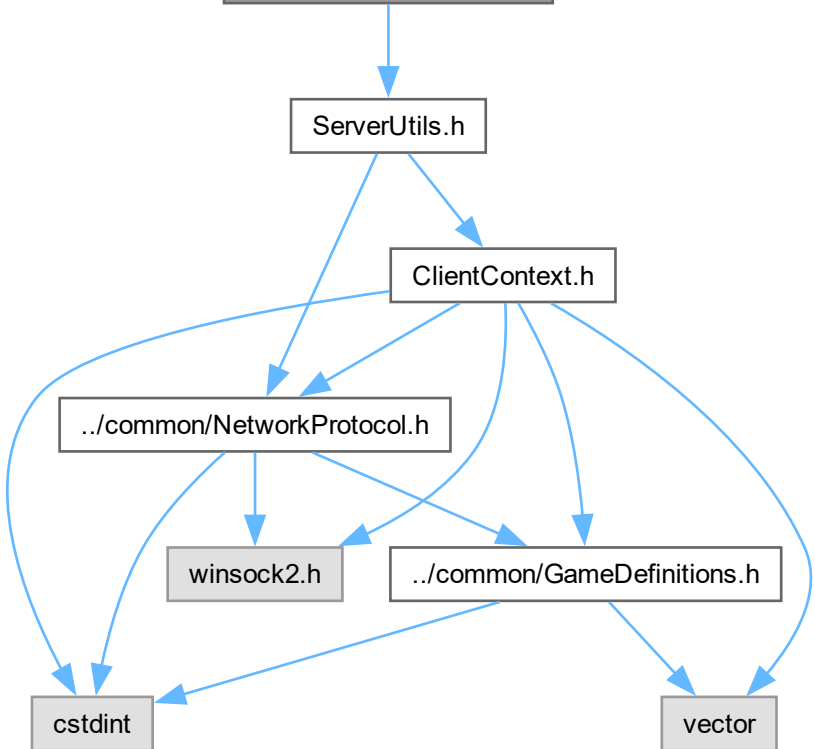 ServerUtils.h
ClientContext.h
../common/NetworkProtocol.h
winsock2.h
../common/GameDefinitions.h
cstdint
vector